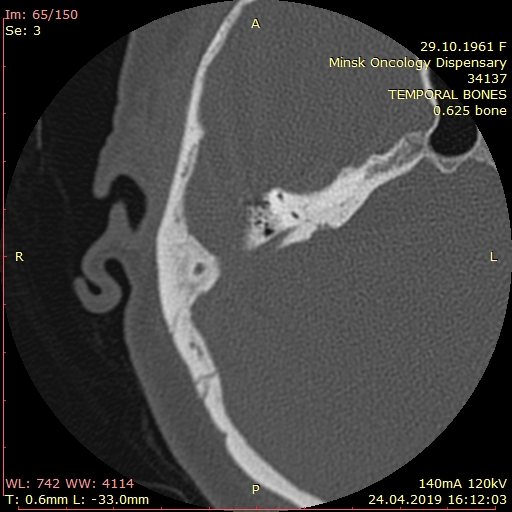 Im: 65/150
Se: 3
A
29.10.1961 F
Minsk Oncology Dispensary
34137
TEMPORAL BONES
0.625 bone
R
L
WL: 742 WW: 4114
T: 0.6mm L: -33.0mm
P
140mA 120kV
24.04.2019 16:12:03